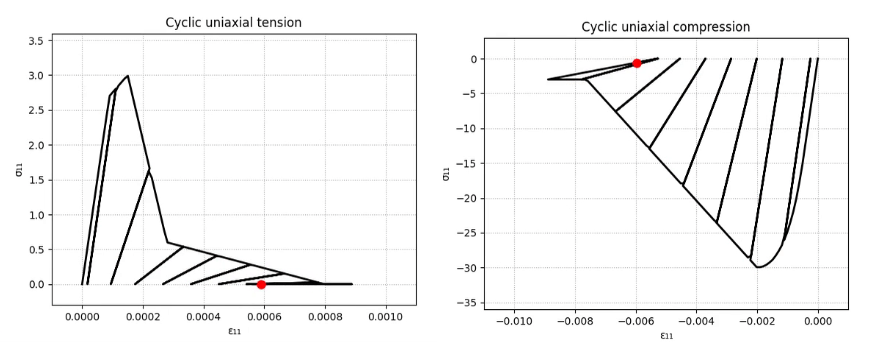 Cyclic uniaxial tension
3.5
3.0
2.5
2.0
1.5
1.0
0.5
0.0
σ₁₁
0.0000 0.0002 0.0004 0.0006 0.0008 0.0010
ε₁₁
Cyclic uniaxial compression
0
−5
−10
−15
−20
−25
−30
−35
σ₁₁
−0.010 −0.008 −0.006 −0.004 −0.002 0.000
ε₁₁